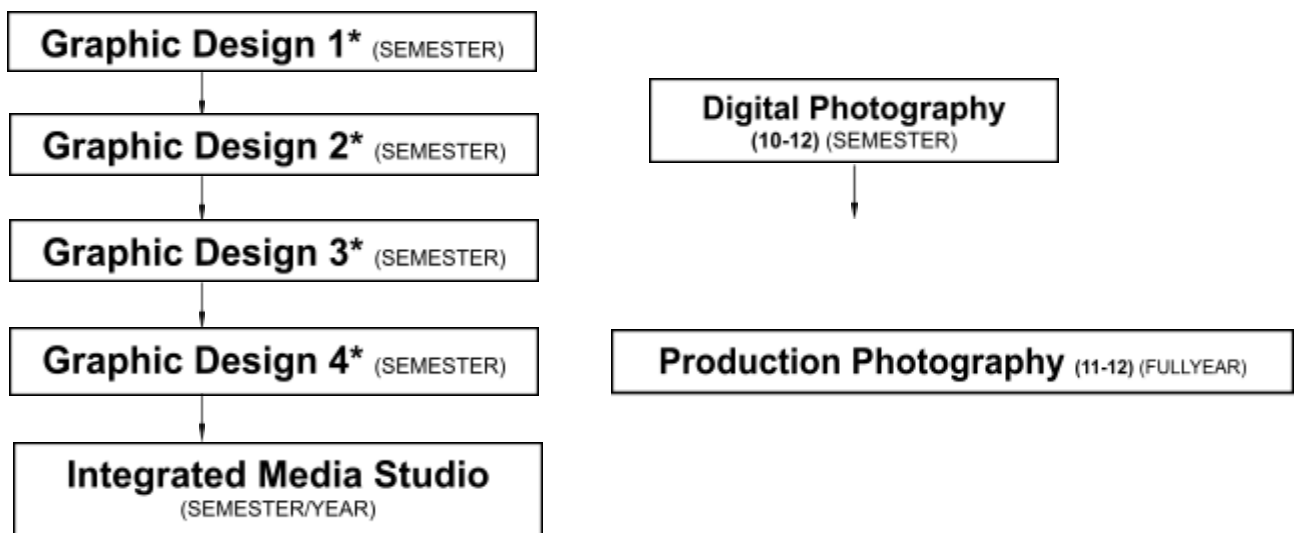 Graphic Design 1* (SEMESTER)
Graphic Design 2* (SEMESTER)
Graphic Design 3* (SEMESTER)
Graphic Design 4* (SEMESTER)
Integrated Media Studio
(SEMESTER/YEAR)
Digital Photography
(10-12) (SEMESTER)
Production Photography (11-12) (FULLYEAR)